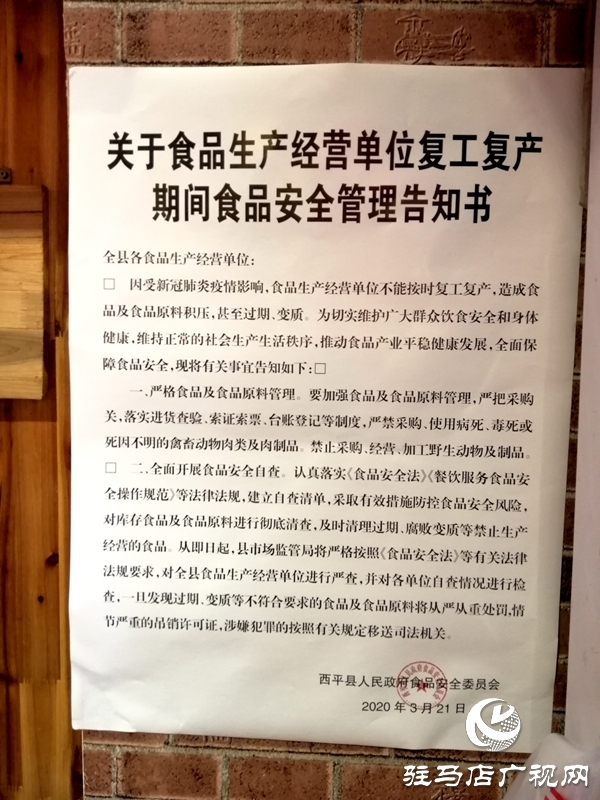 关于食品生产经营单位复工复产
期间食品安全管理告知书
全县各食品生产经营单位:
□ 因受新冠肺炎疫情影响,食品生产经营单位不能按时复工复产,造成食
品及食品原料积压,甚至过期、变质。为切实维护广大群众饮食安全和身体
健康、维持正常的社会生产生活秩序,推动食品产业平稳健康发展,全面保
障食品安全,现将有关事宜告知如下:□
一、严格食品及食品原料管理。要加强食品及食品原料管理,严把采购
关,落实进货查验、索证索票、台账登记等制度,严禁采购、使用病死、毒死或
死因不明的禽畜动物肉类及肉制品。禁止采购、经营、加工野生动物及制品。
□ 二、全面开展食品安全自查。认真落实《食品安全法》《餐饮服务食品安
全操作规范》等法律法规,建立自查清单,采取有效措施防控食品安全风险,
对库存食品及食品原料进行彻底清查,及时清理过期、腐败变质等禁止生产
经营的食品。从即日起,县市场监管局将严格按照《食品安全法》等有关法律
法规要求,对全县食品生产经营单位进行严查,并对各单位自查情况进行检
查,一旦发现过期、变质等不符合要求的食品及食品原料将从严从重处罚,情
节严重的吊销许可证,涉嫌犯罪的按照有关规定移送司法机关。
西平县人民政府食品安全委员会
2020年3月21日
驻马店广视网